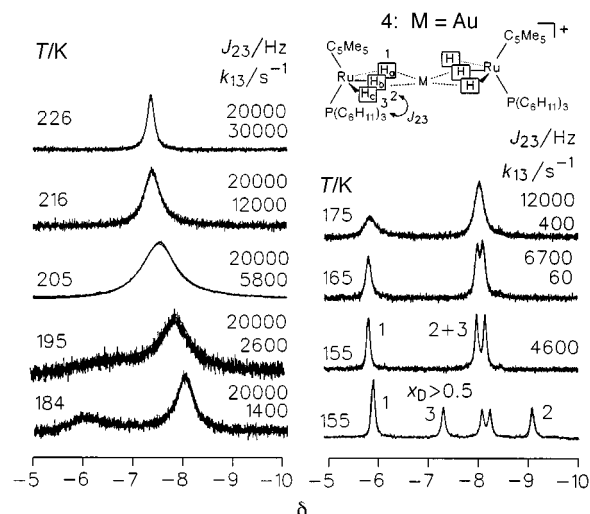 4: M = Au
T/K
J23/Hz
k13/s−1
226
20000
30000
216
20000
12000
205
20000
5800
195
20000
2600
184
20000
1400
−5 −6 −7 −8 −9 −10
C5Me5
Ru
P(C6H11)3
1
Ha
Hb
Hc
3 2
J23
M
H
H
H
C5Me5
Ru
P(C6H11)3
+
J23/Hz
k13/s−1
T/K
175
12000
400
165
6700
60
155
1
2+3
4600
155
xD>0.5
1
3
2
−5 −6 −7 −8 −9 −10
δ